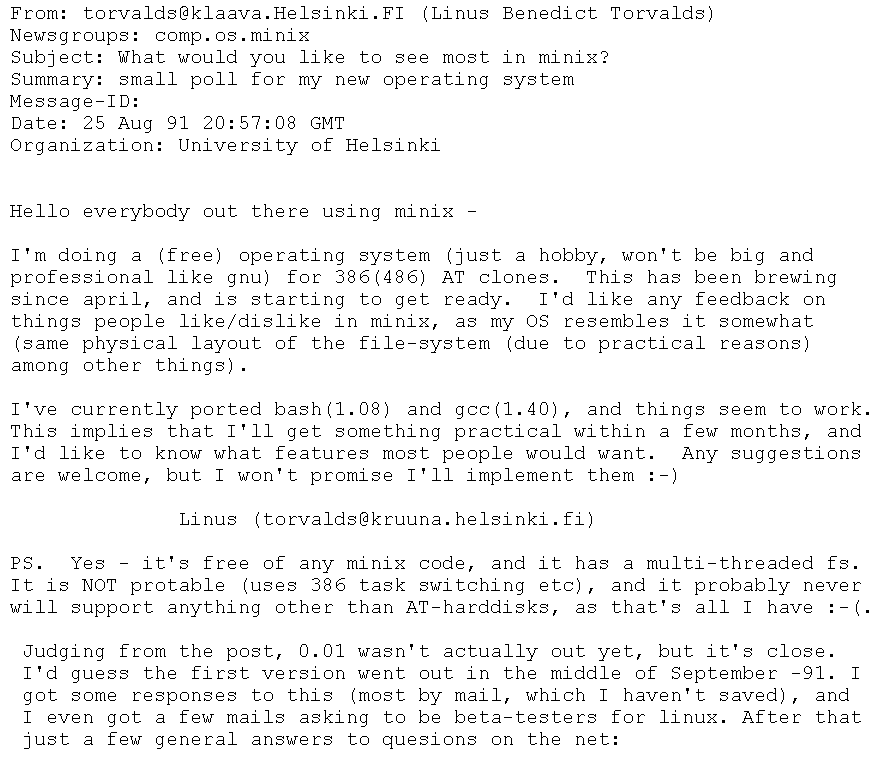 From: torvalds@klaava.Helsinki.FI (Linus Benedict Torvalds)
Newsgroups: comp.os.minix
Subject: What would you like to see most in minix?
Summary: small poll for my new operating system
Message-ID:
Date: 25 Aug 91 20:57:08 GMT
Organization: University of Helsinki
Hello everybody out there using minix -
I'm doing a (free) operating system (just a hobby, won't be big and
professional like gnu) for 386(486) AT clones.  This has been brewing
since april, and is starting to get ready.  I'd like any feedback on
things people like/dislike in minix, as my OS resembles it somewhat
(same physical layout of the file-system (due to practical reasons)
among other things).
I've currently ported bash(1.08) and gcc(1.40), and things seem to work.
This implies that I'll get something practical within a few months, and
I'd like to know what features most people would want.  Any suggestions
are welcome, but I won't promise I'll implement them :-)
Linus (torvalds@kruuna.helsinki.fi)
PS.  Yes - it's free of any minix code, and it has a multi-threaded fs.
It is NOT protable (uses 386 task switching etc), and it probably never
will support anything other than AT-harddisks, as that's all I have :-(.
Judging from the post, 0.01 wasn't actually out yet, but it's close.
I'd guess the first version went out in the middle of September -91. I
got some responses to this (most by mail, which I haven't saved), and
I even got a few mails asking to be beta-testers for linux. After that
just a few general answers to quesions on the net: